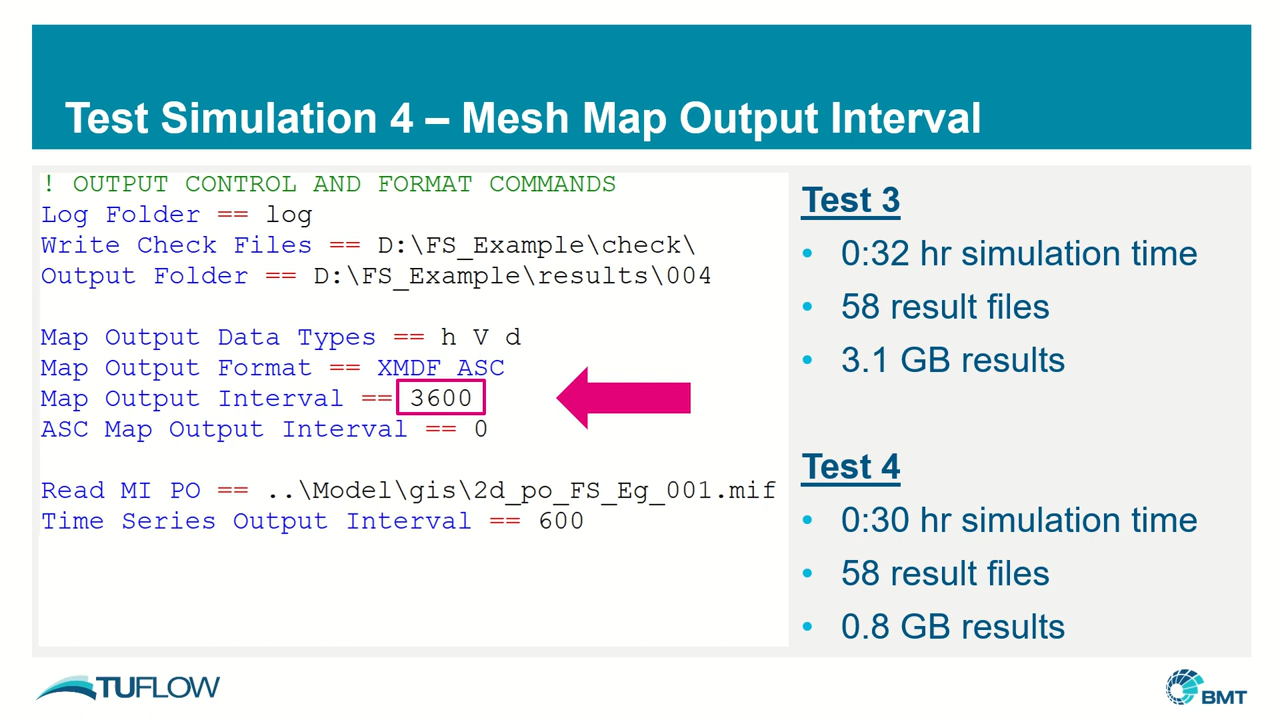 Test Simulation 4 – Mesh Map Output Interval
! OUTPUT CONTROL AND FORMAT COMMANDS
Log Folder == log
Write Check Files == D:\FS_Example\check\
Output Folder == D:\FS_Example\results\004
Map Output Data Types == h V d
Map Output Format == XMDF ASC
Map Output Interval == 3600
ASC Map Output Interval == 0
Read MI PO == ..\Model\gis\2d_po_FS_Eg_001.mif
Time Series Output Interval == 600
Test 3
• 0:32 hr simulation time
• 58 result files
• 3.1 GB results
Test 4
• 0:30 hr simulation time
• 58 result files
• 0.8 GB results
TUFLOW
BMT